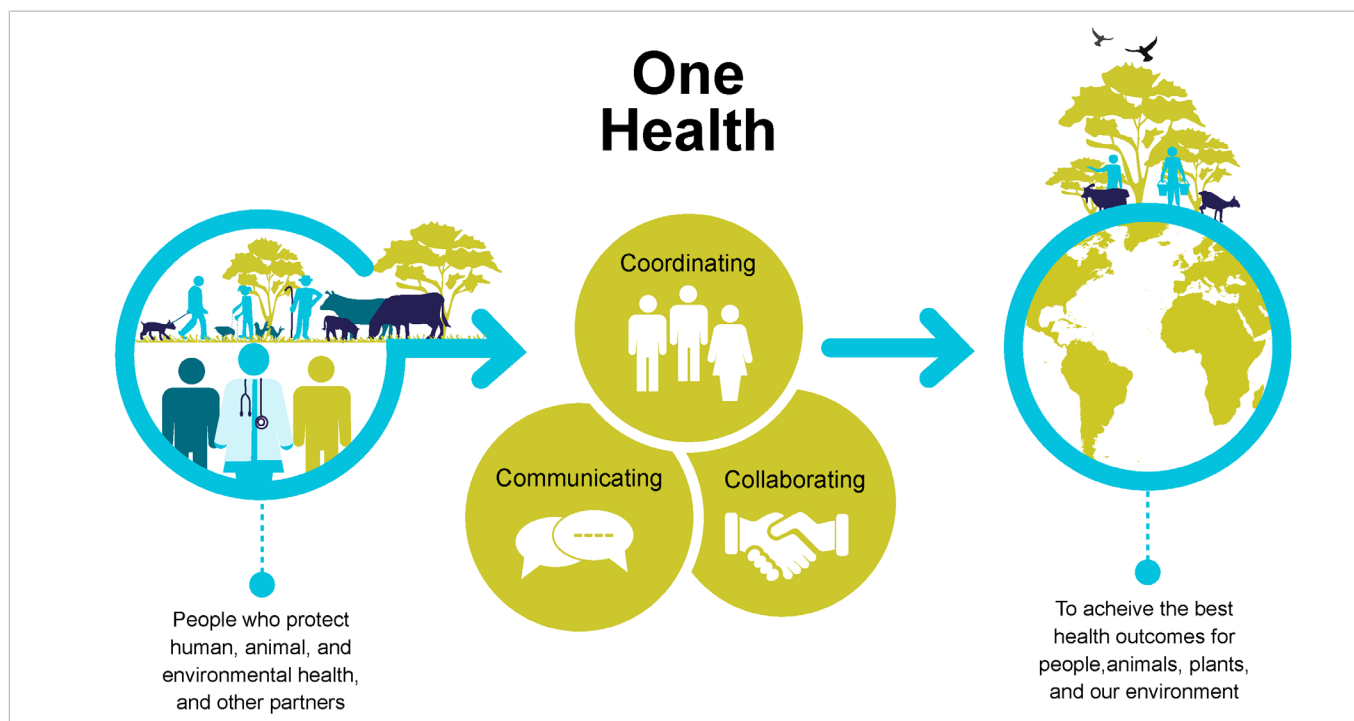 One
Health
Coordinating
Communicating
Collaborating
People who protect
human, animal, and
environmental health,
and other partners
To acheive the best
health outcomes for
people,animals, plants,
and our environment